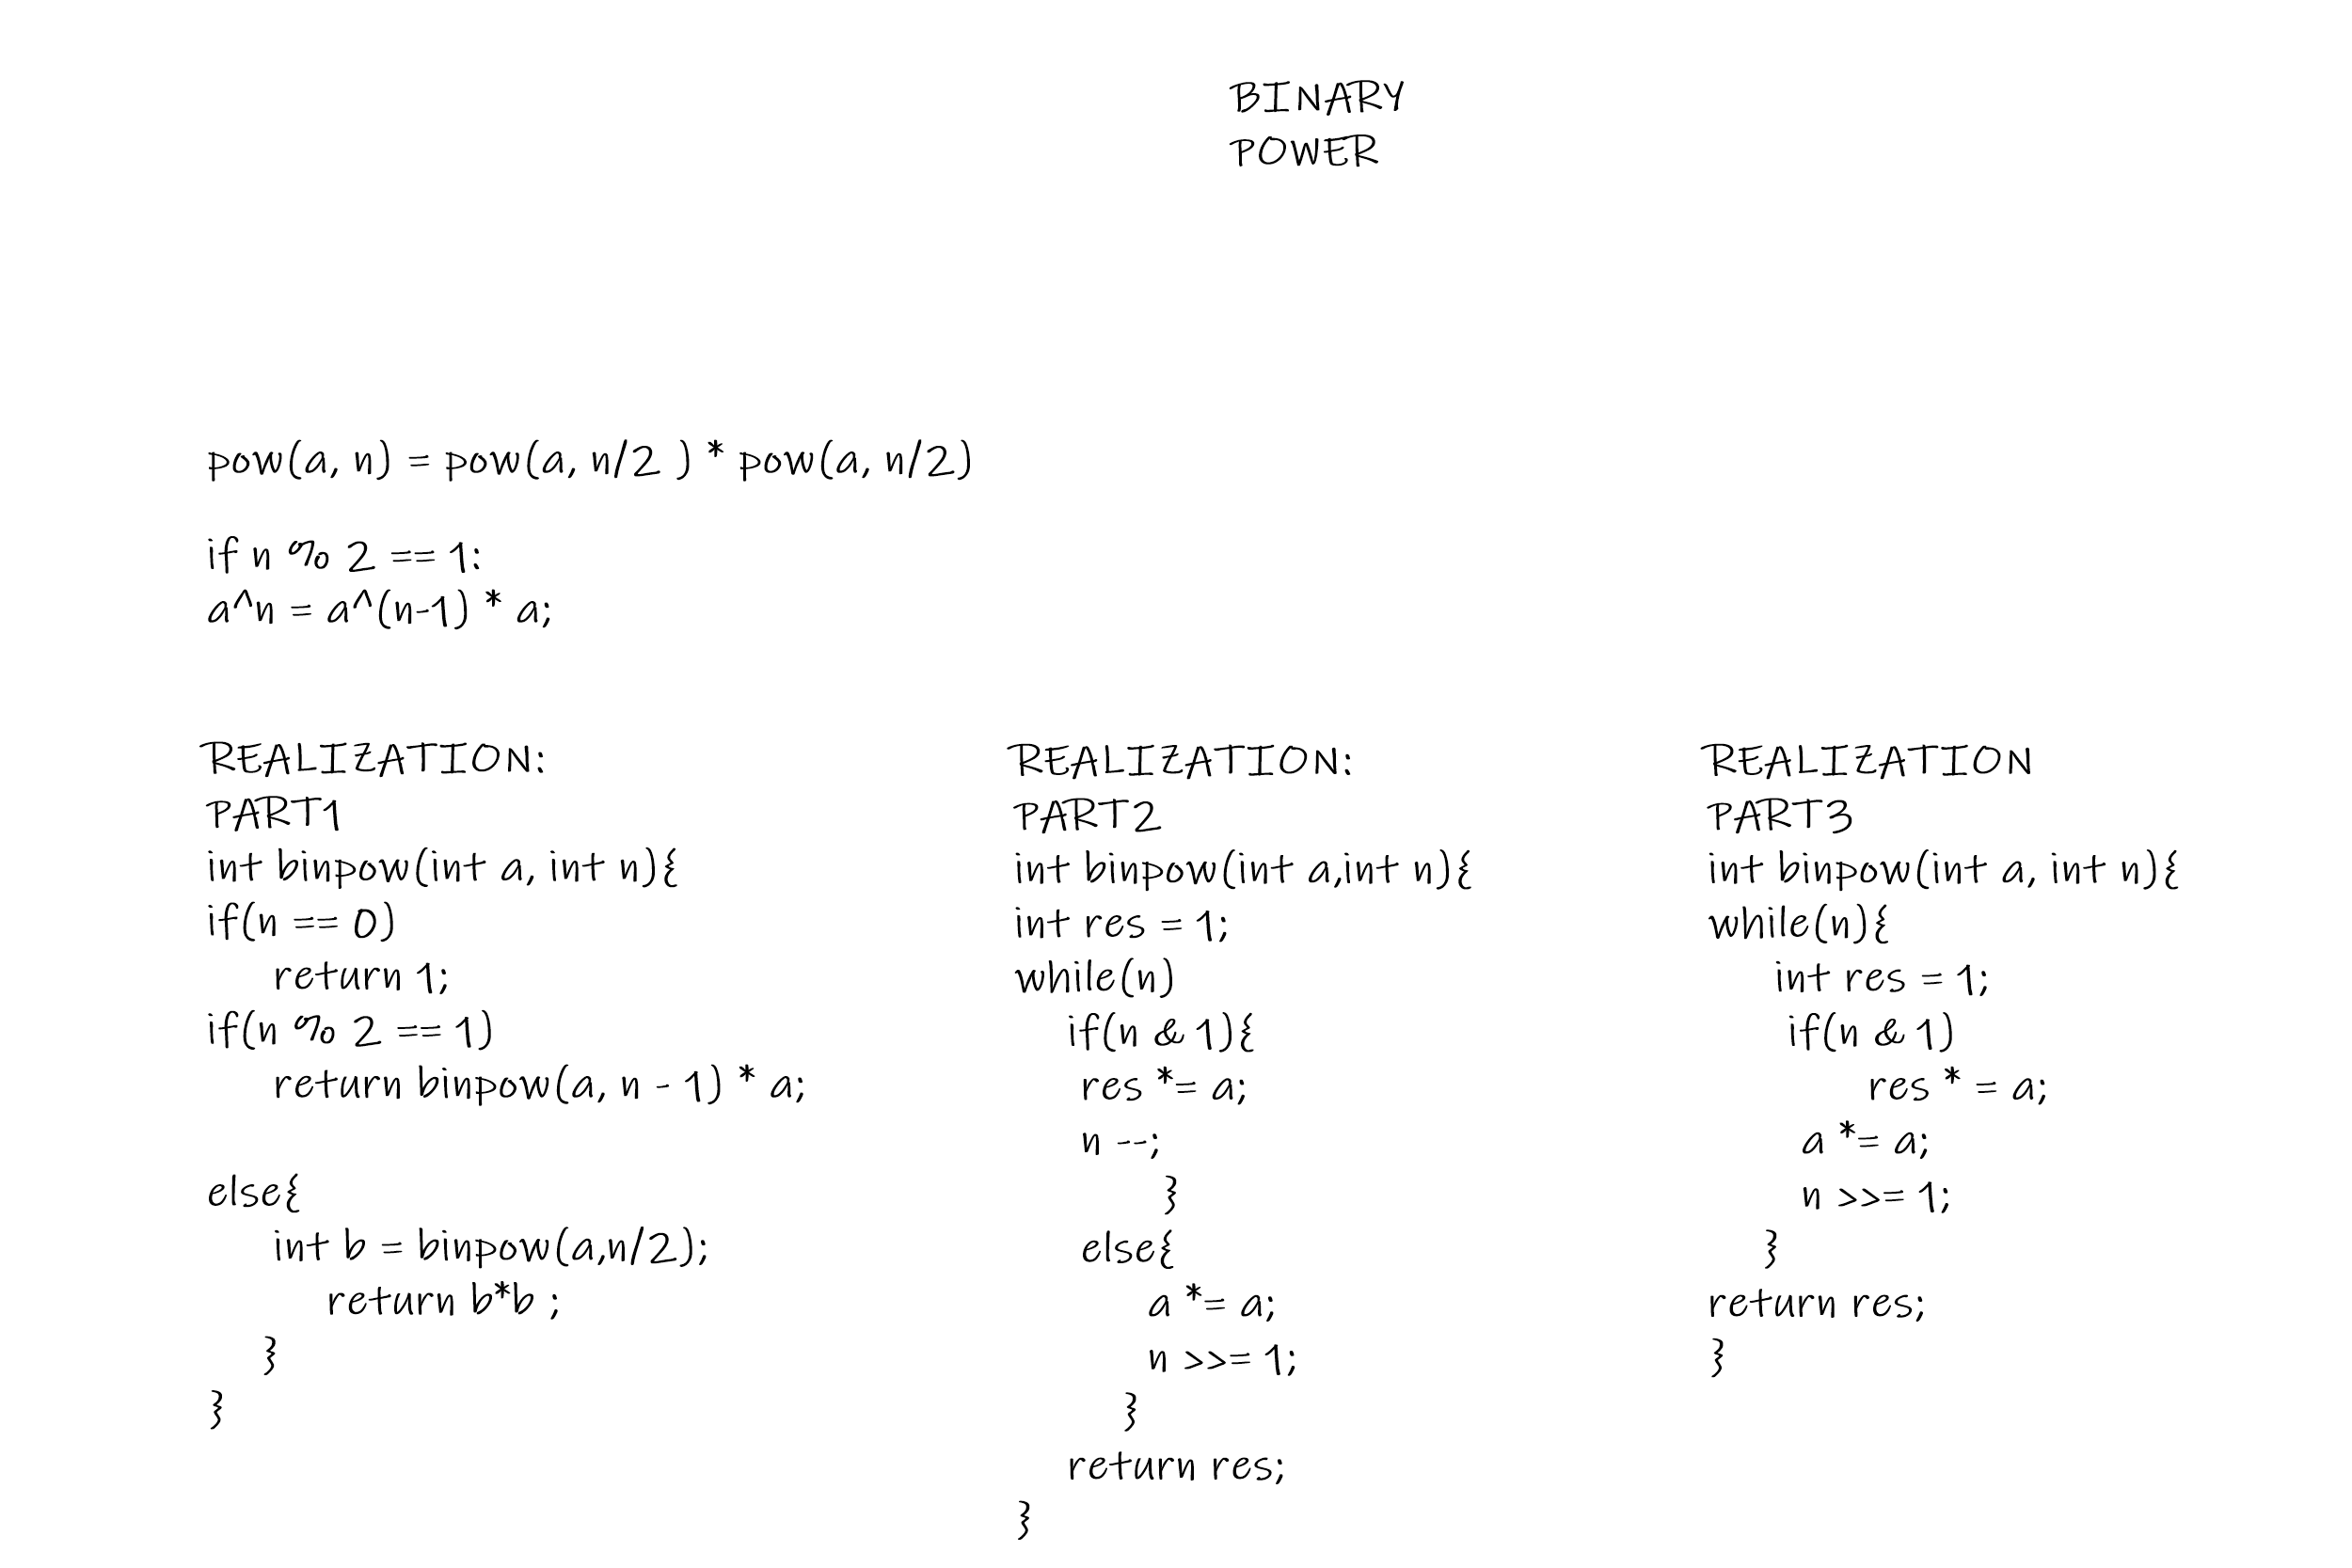 BINARY
POWER
pow(a, n) = pow(a, n/2 ) * pow(a, n/2)
if n % 2 == 1:
a^n = a^(n-1) * a;
REALIZATION:
PART1
int binpow(int a, int n){
if(n == 0)
return 1;
if(n % 2 == 1)
return binpow(a, n - 1) * a;
else{
int b = binpow(a,n/2);
return b*b ;
}
}
REALIZATION:
PART2
int binpow(int a,int n){
int res = 1;
while(n)
if(n & 1){
res *= a;
n --;
}
else{
a *= a;
n >>= 1;
}
return res;
}
REALIZATION
PART3
int binpow(int a, int n){
while(n){
int res = 1;
if(n & 1)
res * = a;
a *= a;
n >>= 1;
}
return res;
}